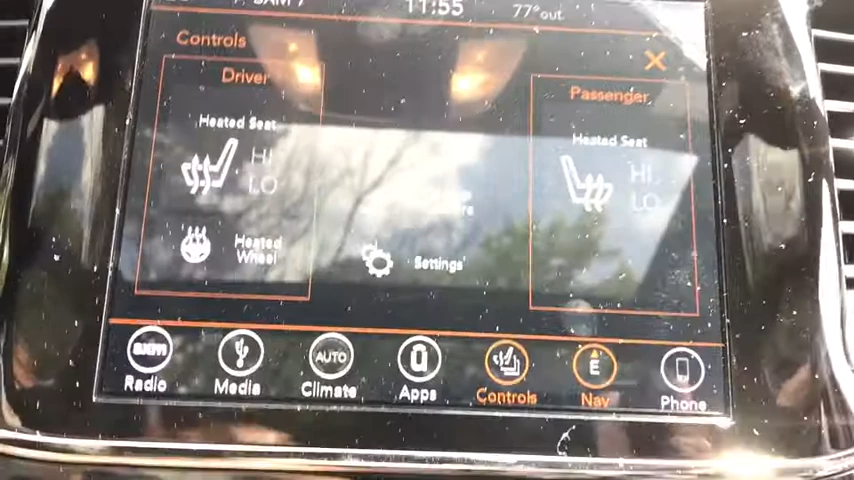 11:55
77°out
Controls
Driver
Passenger
Heated Seat
Heated Seat
HI
LO
HI
LO
Heated
Wheel
Settings
AUTO
E
Radio
Media
Climate
Apps
Controls
Nav
Phone